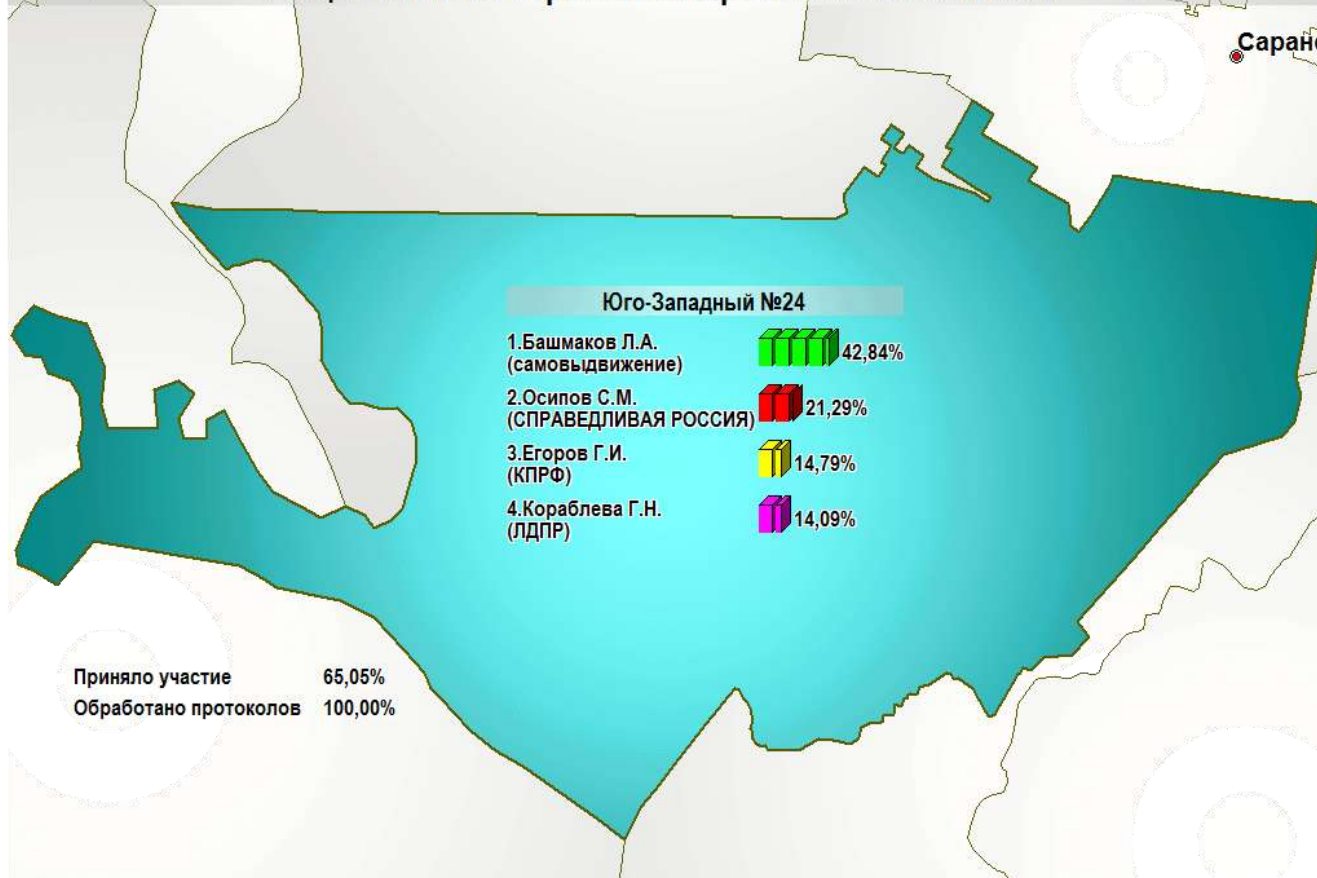 Саранс
Юго-Западный №24
1.Башмаков Л.А.
(самовыдвижение)
42,84%
2.Осипов С.М.
(СПРАВЕДЛИВАЯ РОССИЯ)
21,29%
3.Егоров Г.И.
(КПРФ)
14,79%
4.Кораблева Г.Н.
(ЛДПР)
14,09%
Приняло участие 65,05%
Обработано протоколов 100,00%